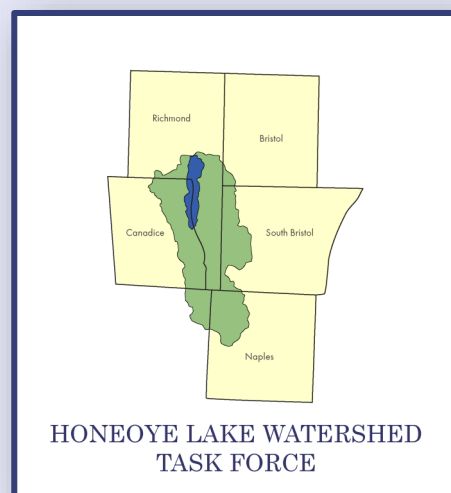 Richmond
Bristol
Canadice
South Bristol
Naples
HONEOYE LAKE WATERSHED
TASK FORCE